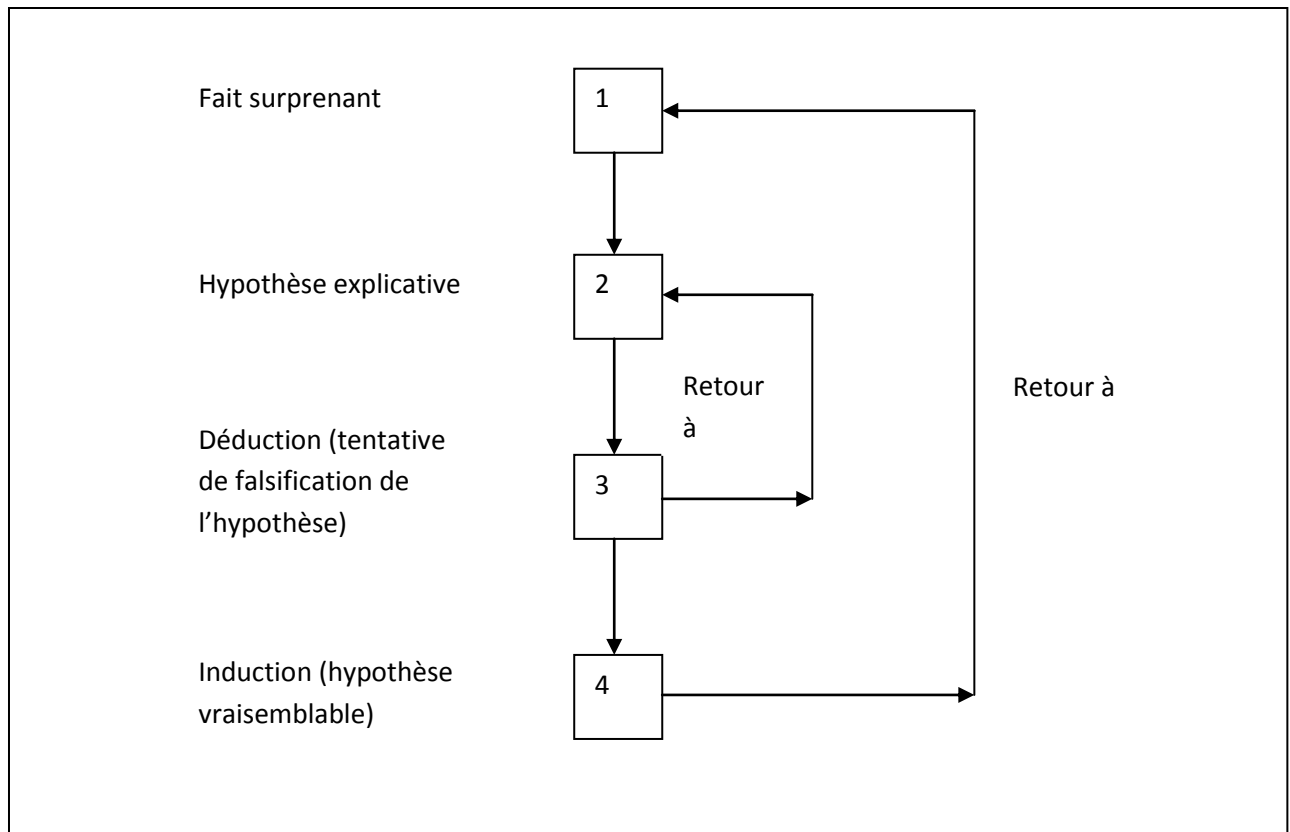 Fait surprenant
1
Hypothèse explicative
2
Retour
à
Retour à
Déduction (tentative
de falsification de
l’hypothèse)
3
Induction (hypothèse
vraisemblable)
4